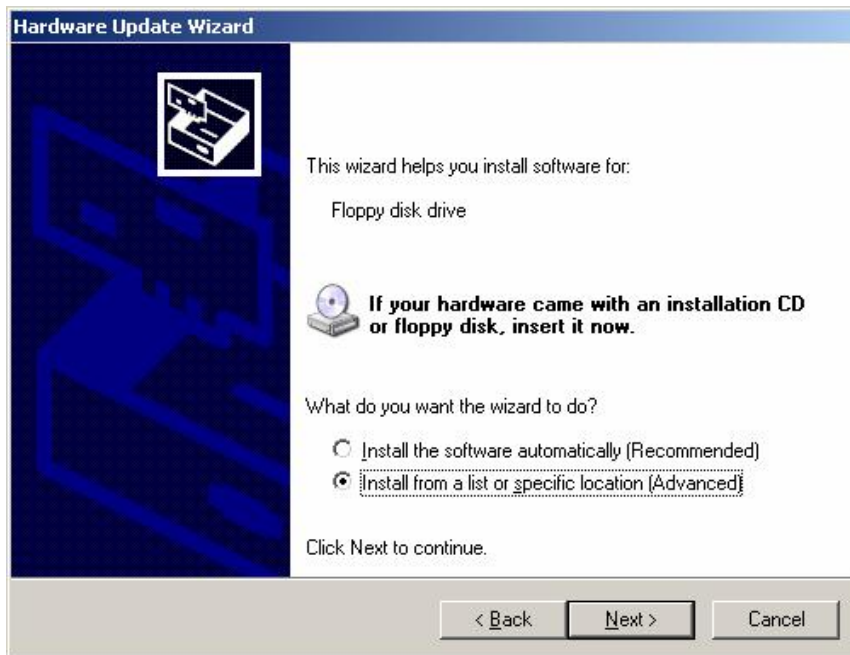 Hardware Update Wizard
This wizard helps you install software for:
Floppy disk drive
If your hardware came with an installation CD
or floppy disk, insert it now.
What do you want the wizard to do?
Install the software automatically (Recommended)
Install from a list or specific location (Advanced)
Click Next to continue.
< Back
Next >
Cancel